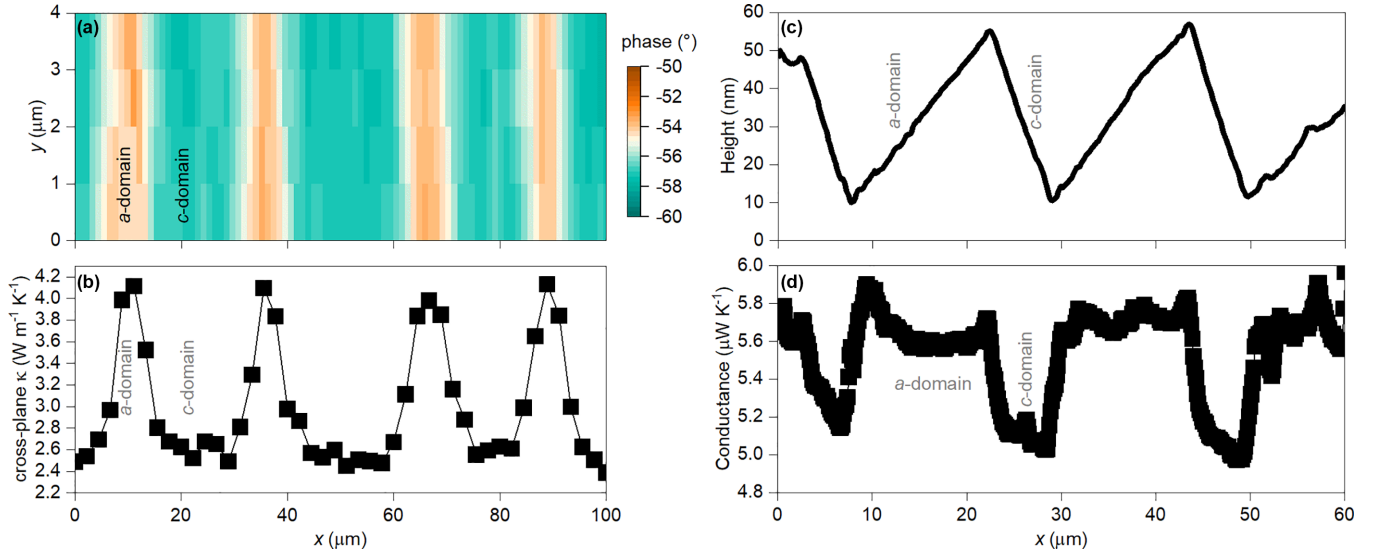 (a)
4
3
2
1
0
y (μm)
a-domain
c-domain
phase (°)
-50
-52
-54
-56
-58
-60
(b)
4.2
4.0
3.8
3.6
3.4
3.2
3.0
2.8
2.6
2.4
2.2
cross-plane κ (W m⁻¹ K⁻¹)
a-domain
c-domain
0 20 40 60 80 100
x (μm)
(c)
60
50
40
30
20
10
0
Height (nm)
a-domain
c-domain
(d)
6.0
5.8
5.6
5.4
5.2
5.0
4.8
Conductance (μW K⁻¹)
a-domain
c-domain
0 10 20 30 40 50 60
x (μm)